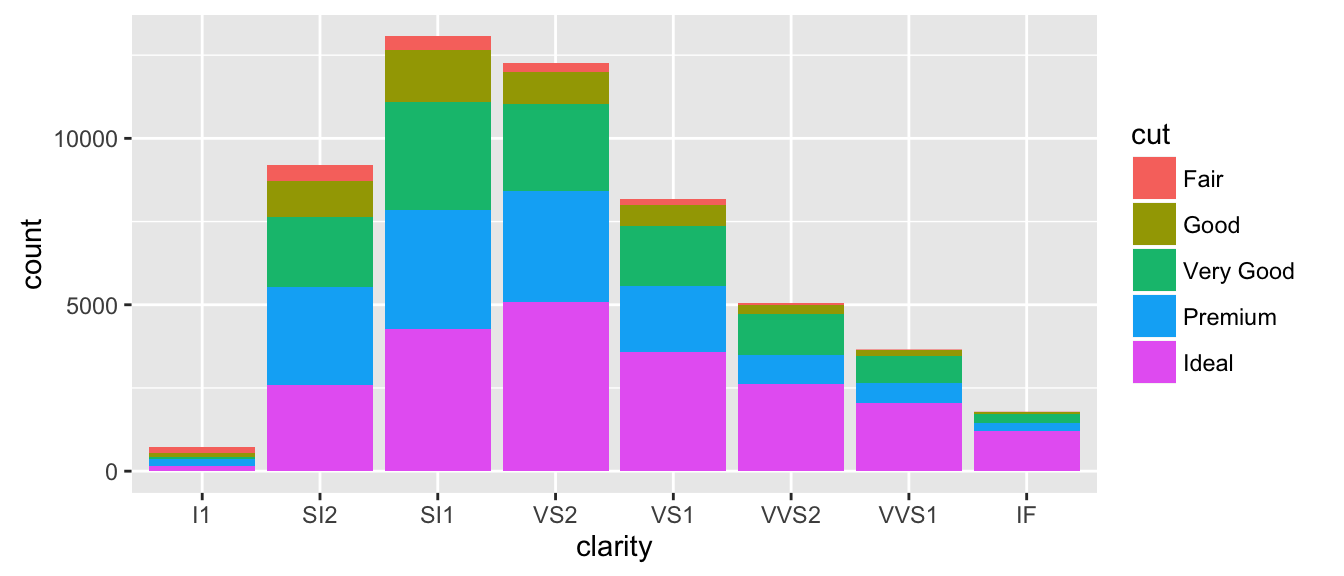 count
10000
5000
0
I1 SI2 SI1 VS2 VS1 VVS2 VVS1 IF
clarity
cut
Fair
Good
Very Good
Premium
Ideal